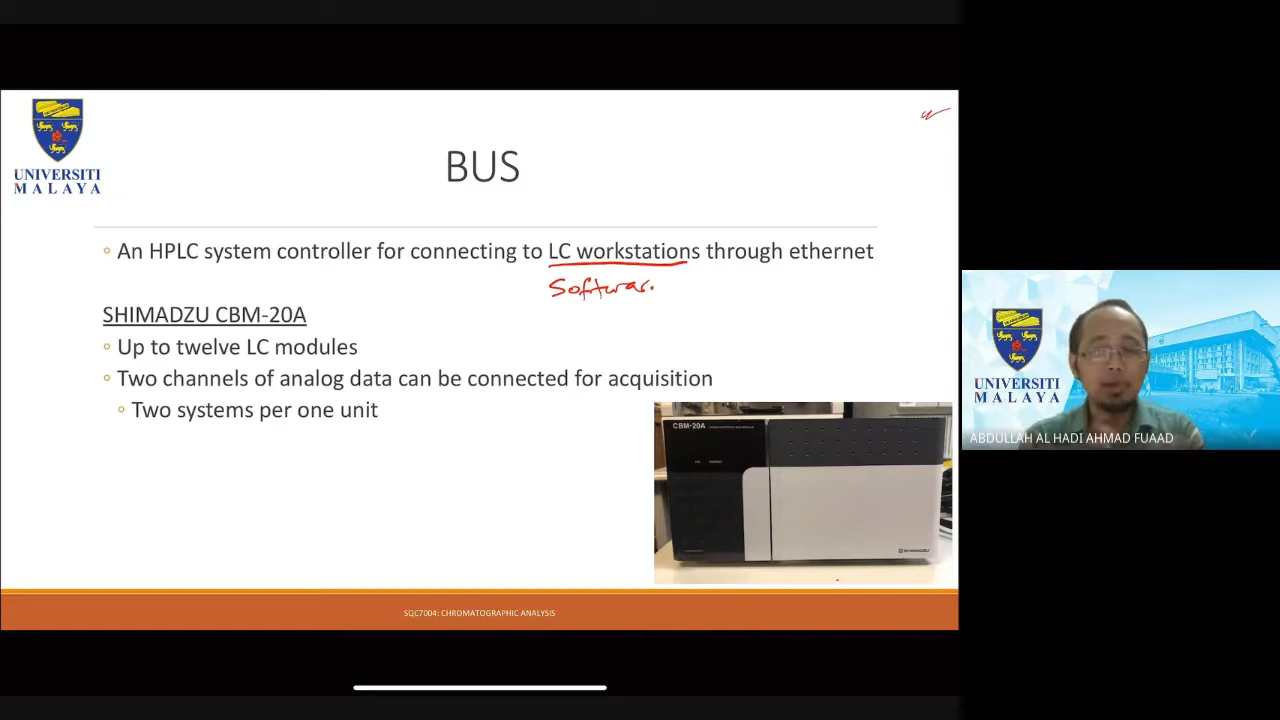 UNIVERSITI
MALAYA
BUS
◦ An HPLC system controller for connecting to LC workstations through ethernet
Softwar.
SHIMADZU CBM-20A
◦ Up to twelve LC modules
◦ Two channels of analog data can be connected for acquisition
◦ Two systems per one unit
CBM-20A
SHIMADZU
SQC7004: CHROMATOGRAPHIC ANALYSIS
UNIVERSITI
MALAYA
ABDULLAH AL HADI AHMAD FUAAD